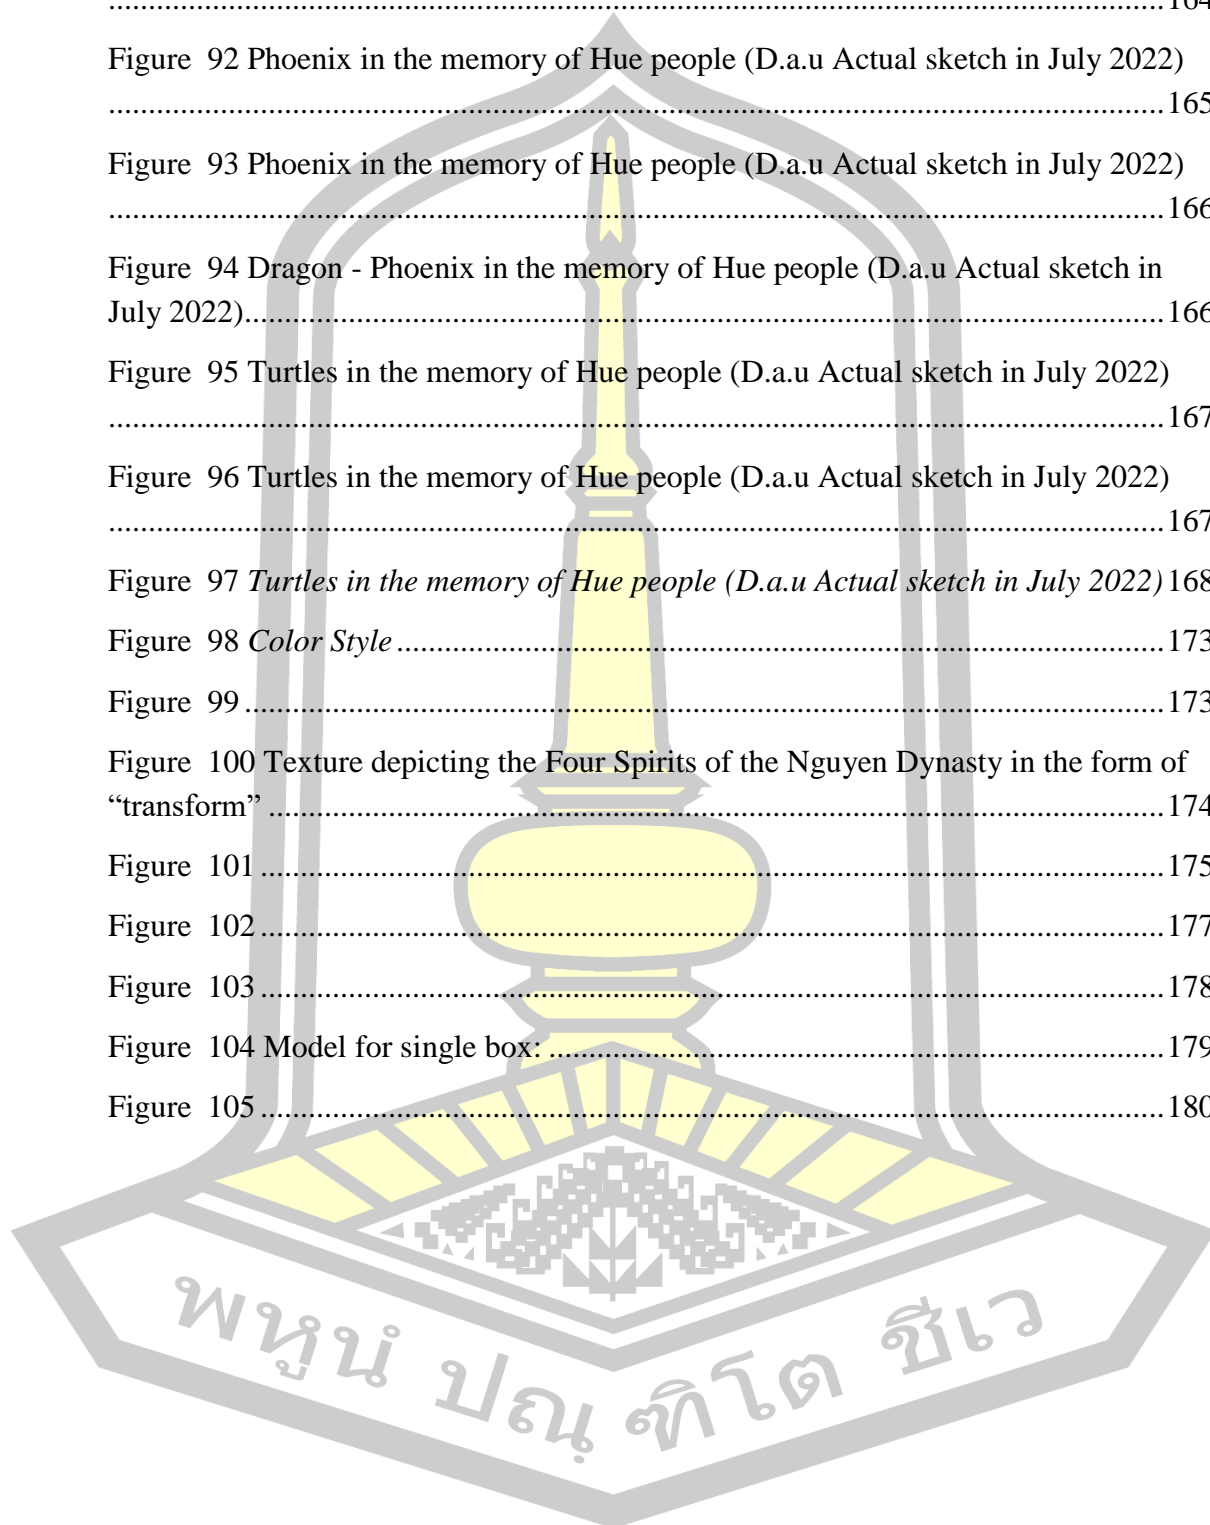 ........................................................................................................................................164
Figure  92 Phoenix in the memory of Hue people (D.a.u Actual sketch in July 2022)
........................................................................................................................................165
Figure  93 Phoenix in the memory of Hue people (D.a.u Actual sketch in July 2022)
........................................................................................................................................166
Figure  94 Dragon - Phoenix in the memory of Hue people (D.a.u Actual sketch in
July 2022)......................................................................................................................166
Figure  95 Turtles in the memory of Hue people (D.a.u Actual sketch in July 2022)
........................................................................................................................................167
Figure  96 Turtles in the memory of Hue people (D.a.u Actual sketch in July 2022)
........................................................................................................................................167
Figure  97 Turtles in the memory of Hue people (D.a.u Actual sketch in July 2022)168
Figure  98 Color Style...................................................................................................173
Figure  99.......................................................................................................................173
Figure  100 Texture depicting the Four Spirits of the Nguyen Dynasty in the form of
“transform”....................................................................................................................174
Figure  101.....................................................................................................................175
Figure  102.....................................................................................................................177
Figure  103.....................................................................................................................178
Figure  104 Model for single box:................................................................................179
Figure  105.....................................................................................................................180
พหูนํ ปณฺฑิโต ชีเว